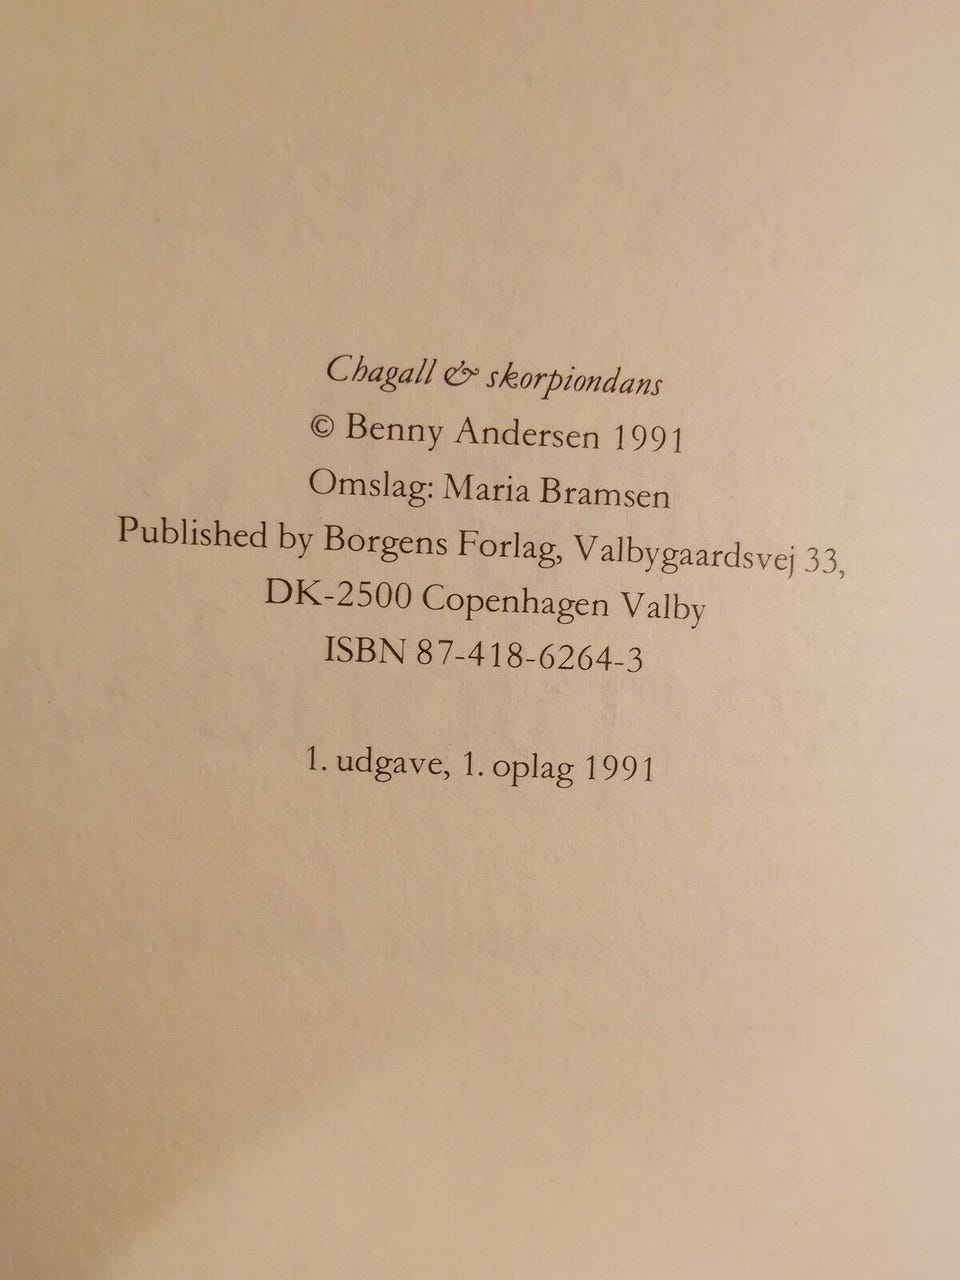 Chagall & skorpiondans
© Benny Andersen 1991
Omslag: Maria Bramsen
Published by Borgens Forlag, Valbygaardsvej 33,
DK-2500 Copenhagen Valby
ISBN 87-418-6264-3
1. udgave, 1. oplag 1991